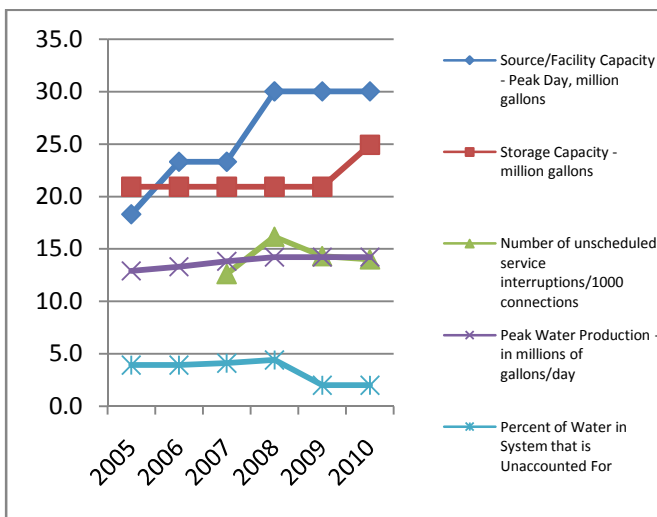 35.0
30.0
25.0
20.0
15.0
10.0
5.0
0.0
2005
2006
2007
2008
2009
2010
Source/Facility Capacity
- Peak Day, million
gallons
Storage Capacity -
million gallons
Number of unscheduled
service
interruptions/1000
connections
Peak Water Production -
in millions of
gallons/day
Percent of Water in
System that is
Unaccounted For